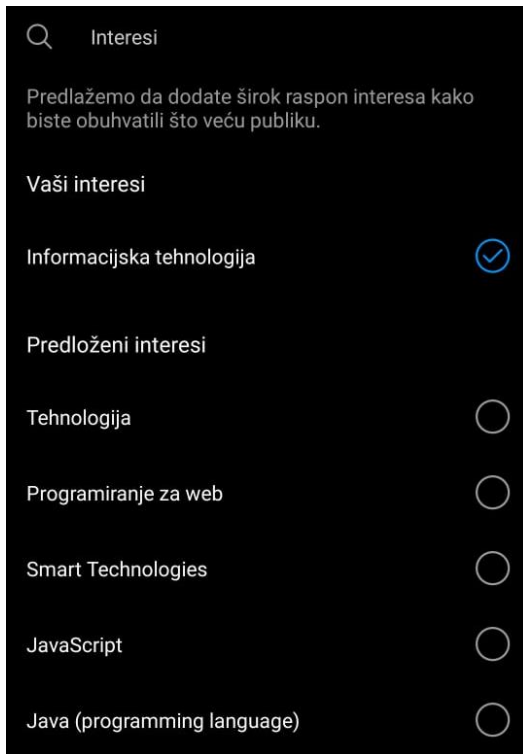 Interesi
Predlažemo da dodate širok raspon interesa kako
biste obuhvatili što veću publiku.
Vaši interesi
Informacijska tehnologija
Predloženi interesi
Tehnologija
Programiranje za web
Smart Technologies
JavaScript
Java (programming language)